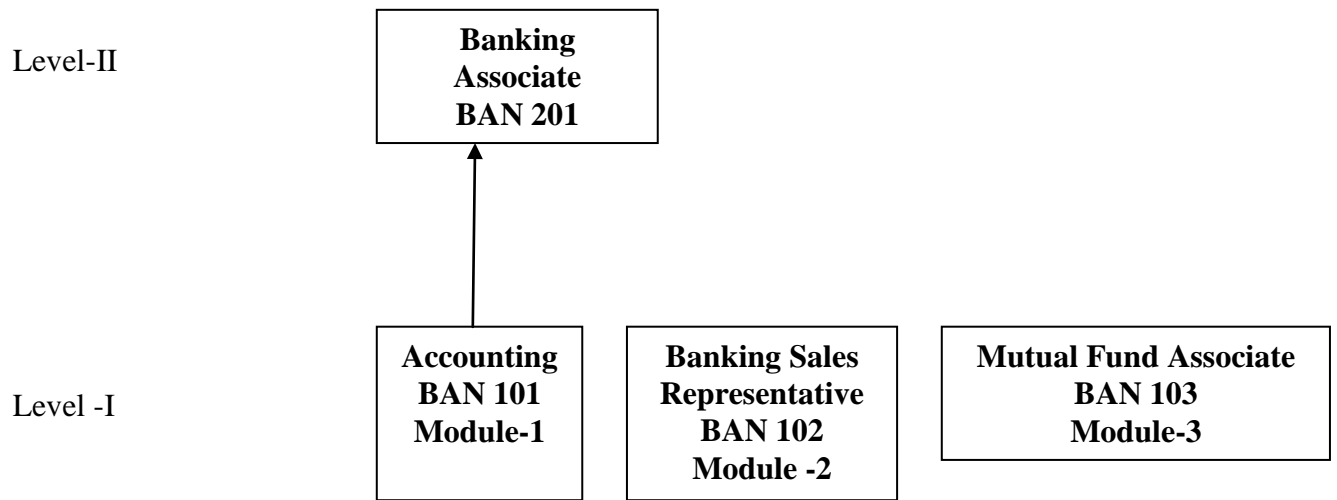 Level-II
Banking
Associate
BAN 201
Level -I
Accounting
BAN 101
Module-1
Banking Sales
Representative
BAN 102
Module -2
Mutual Fund Associate
BAN 103
Module-3